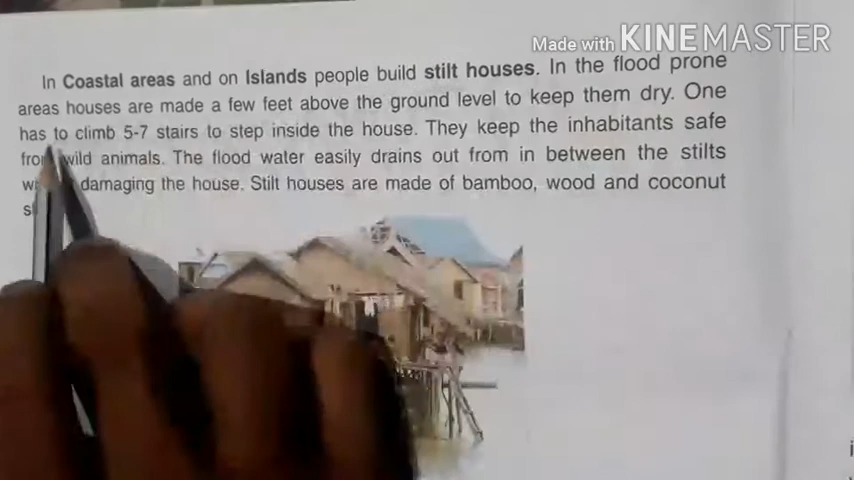 Made with KINEMASTER
In Coastal areas and on Islands people build stilt houses. In the flood prone
areas houses are made a few feet above the ground level to keep them dry. One
has to climb 5-7 stairs to step inside the house. They keep the inhabitants safe
wild animals. The flood water easily drains out from in between the stilts
damaging the house. Stilt houses are made of bamboo, wood and coconut